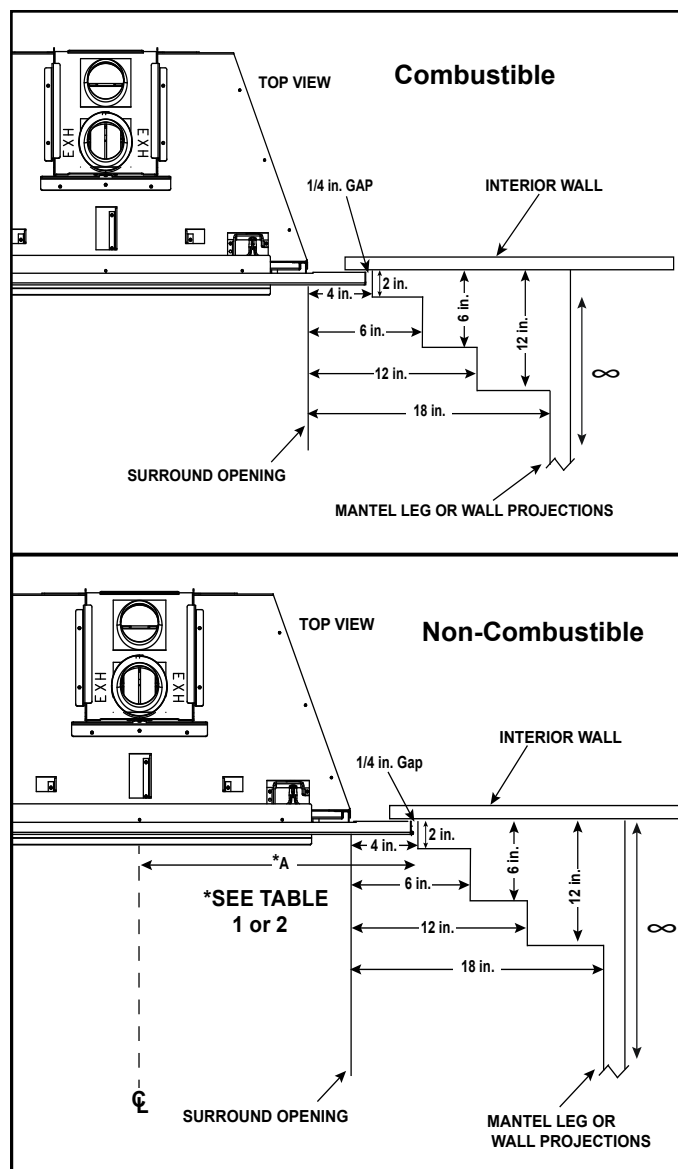 TOP VIEW
Combustible
EXH
EXH
1/4 in. GAP
INTERIOR WALL
2 in.
4 in.
6 in.
6 in.
12 in.
12 in.
18 in.
∞
SURROUND OPENING
MANTEL LEG OR WALL PROJECTIONS
TOP VIEW
Non-Combustible
EXH
EXH
1/4 in. Gap
INTERIOR WALL
2 in.
4 in.
*A
6 in.
*SEE TABLE
1 or 2
6 in.
12 in.
12 in.
18 in.
∞
℄
SURROUND OPENING
MANTEL LEG OR
WALL PROJECTIONS